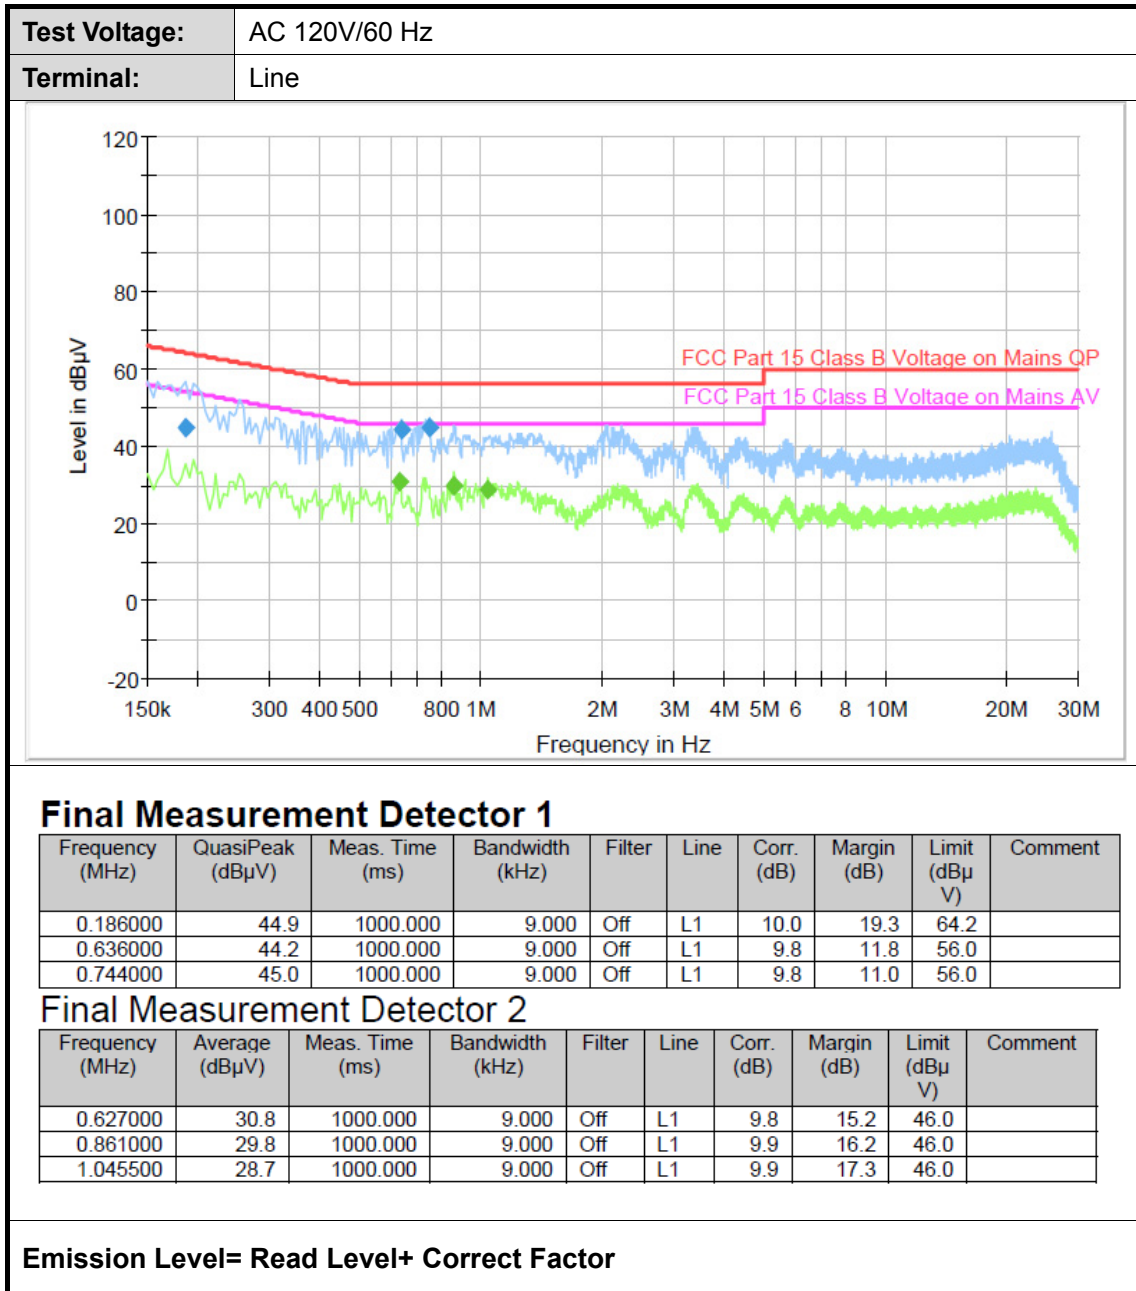 Test Voltage: AC 120V/60 Hz
Terminal: Line
120
100
80
60
40
20
0
-20
Level in dBµV
FCC Part 15 Class B Voltage on Mains QP
FCC Part 15 Class B Voltage on Mains AV
150k 300 400 500 800 1M 2M 3M 4M 5M 6 8 10M 20M 30M
Frequency in Hz
Final Measurement Detector 1
Frequency (MHz) QuasiPeak (dBµV) Meas. Time (ms) Bandwidth (kHz) Filter Line Corr. (dB) Margin (dB) Limit (dBµ V) Comment
0.186000 44.9 1000.000 9.000 Off L1 10.0 19.3 64.2
0.636000 44.2 1000.000 9.000 Off L1 9.8 11.8 56.0
0.744000 45.0 1000.000 9.000 Off L1 9.8 11.0 56.0
Final Measurement Detector 2
Frequency (MHz) Average (dBµV) Meas. Time (ms) Bandwidth (kHz) Filter Line Corr. (dB) Margin (dB) Limit (dBµ V) Comment
0.627000 30.8 1000.000 9.000 Off L1 9.8 15.2 46.0
0.861000 29.8 1000.000 9.000 Off L1 9.9 16.2 46.0
1.045500 28.7 1000.000 9.000 Off L1 9.9 17.3 46.0
Emission Level= Read Level+ Correct Factor